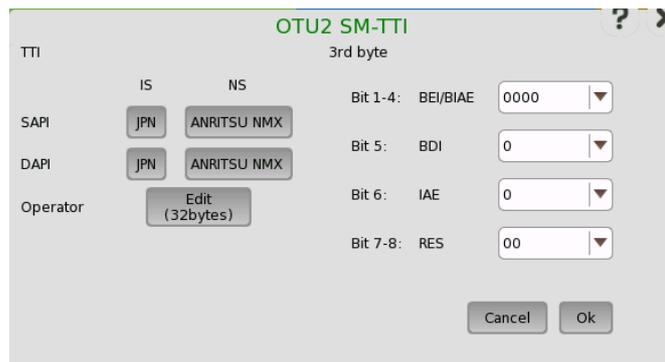 OTU2 SM-TTI
?
TTI
3rd byte
IS NS
SAPI JPN ANRITSU NMX
DAPI JPN ANRITSU NMX
Operator Edit
(32bytes)
Bit 1-4: BEI/BIAE 0000
Bit 5: BDI 0
Bit 6: IAE 0
Bit 7-8: RES 00
Cancel Ok